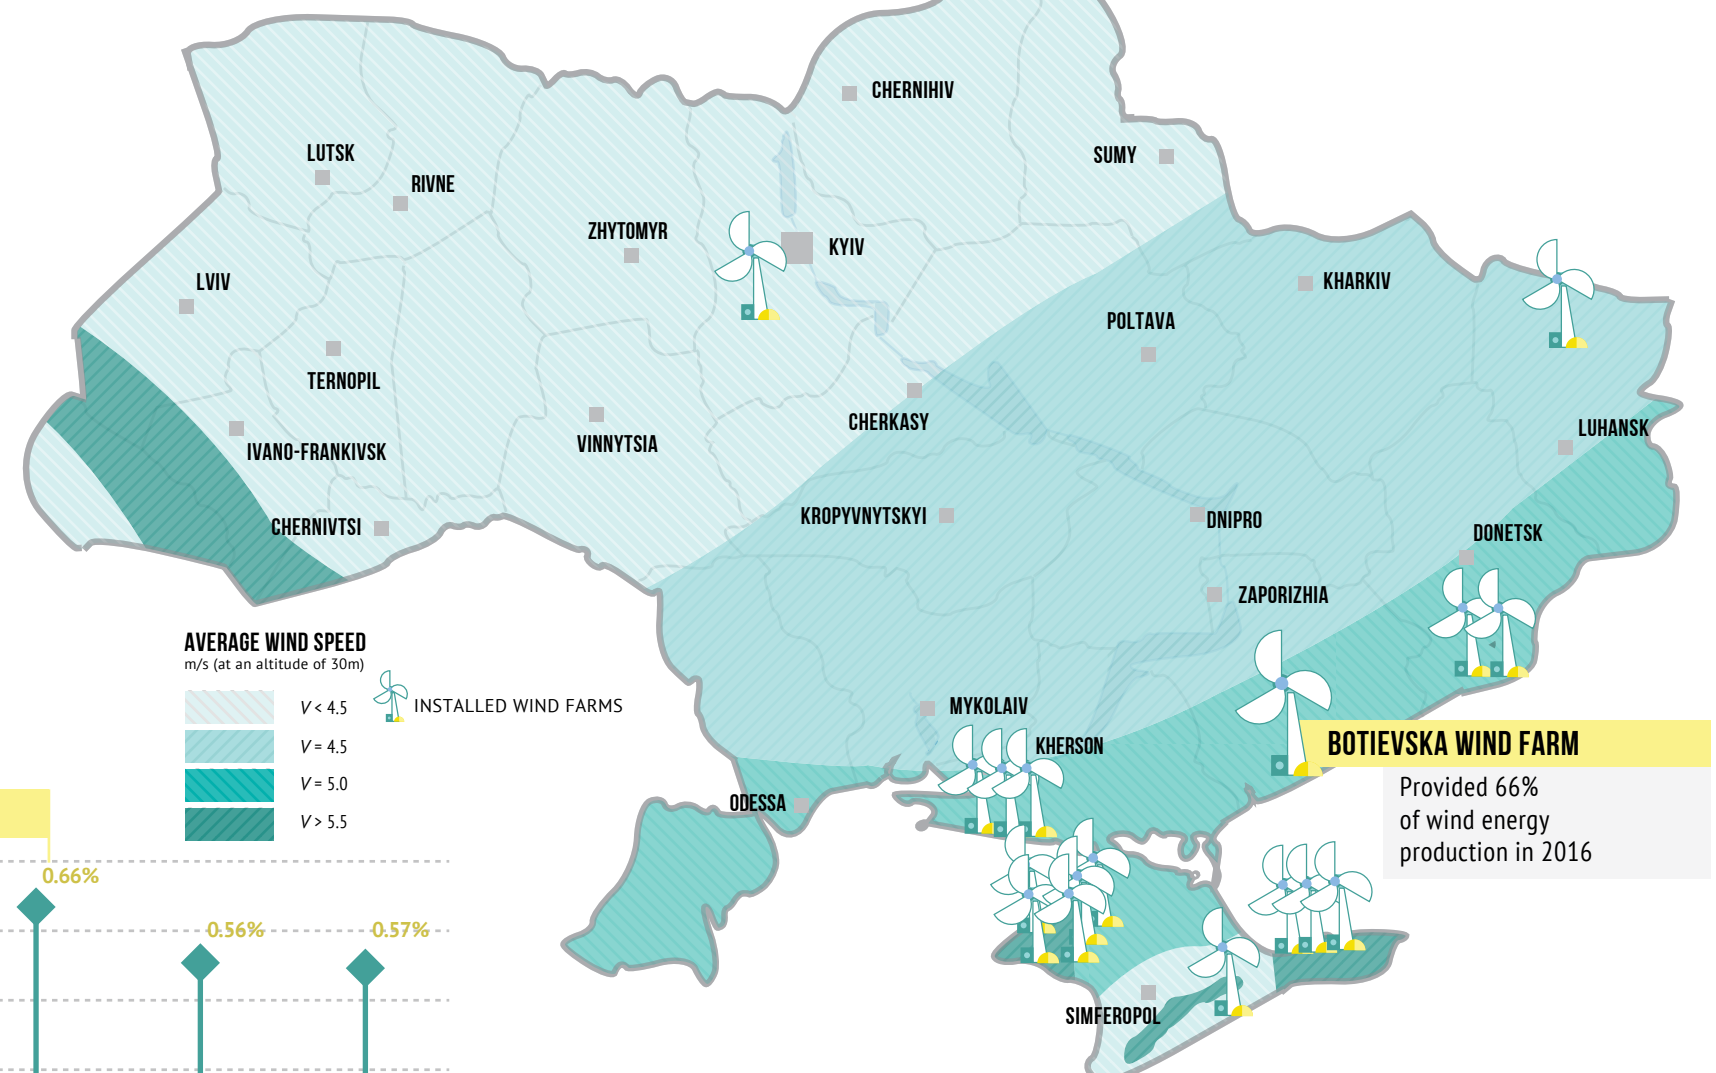 CHERNIHIV
LUTSK
SUMY
RIVNE
ZHYTOMYR
KYIV
LVIV
KHARKIV
POLTAVA
TERNOPIL
CHERKASY
LUHANSK
IVANO-FRANKIVSK
VINNYTSIA
KROPYVNYTSKYI
DNIPRO
CHERNIVTSI
DONETSK
ZAPORIZHIA
AVERAGE WIND SPEED
m/s (at an altitude of 30m)
V < 4.5
INSTALLED WIND FARMS
V = 4.5
V = 5.0
V > 5.5
MYKOLAIV
KHERSON
ODESSA
BOTIEVSKA WIND FARM
Provided 66%
of wind energy
production in 2016
0.66%
0.56%
0.57%
SIMFEROPOL